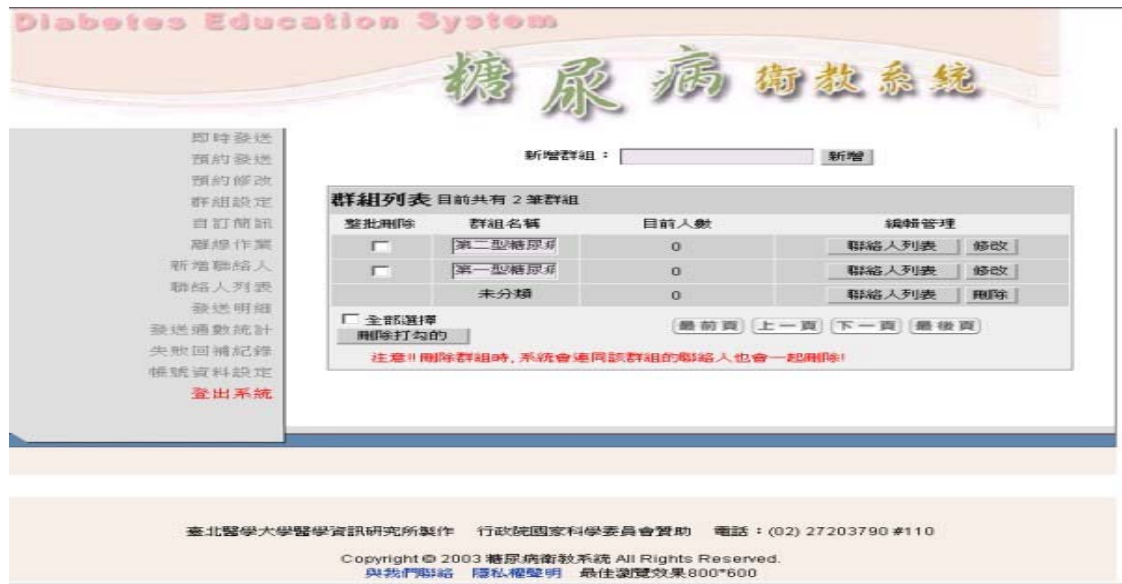 Diabetes Education System
糖尿病衛教系統
即時發送
預約發送
預約修改
群組設定
自訂簡訊
離線作業
新增聯絡人
聯絡人列表
發送明細
發送通數統計
失敗回補紀錄
帳號資料設定
登出系統
新增群組： 新增
群組列表 目前共有 2 筆群組
整批刪除 群組名稱 目前人數 編輯管理
第二型糖尿病 0 聯絡人列表 修改
第一型糖尿病 0 聯絡人列表 修改
未分類 0 聯絡人列表 刪除
全部選擇
刪除打勾的
最前頁 上一頁 下一頁 最後頁
注意!! 刪除群組時, 系統會連同該群組的聯絡人也會一起刪除!
臺北醫學大學醫學資訊研究所製作 行政院國家科學委員會贊助 電話：(02) 27203790 #110
Copyright © 2003 糖尿病衛教系統 All Rights Reserved.
與我們聯絡 隱私權聲明 最佳瀏覽效果800*600